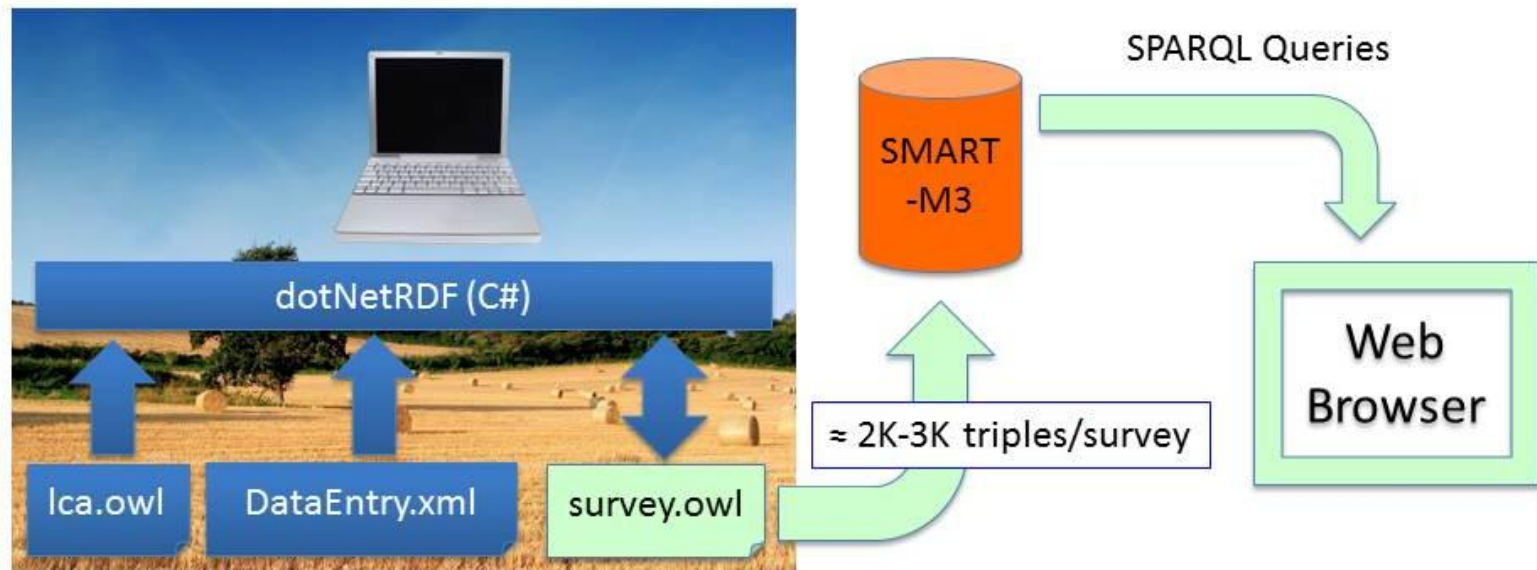 SPARQL Queries
SMART
-M3
dotNetRDF (C#)
Web
Browser
≈ 2K-3K triples/survey
lca.owl
DataEntry.xml
survey.owl